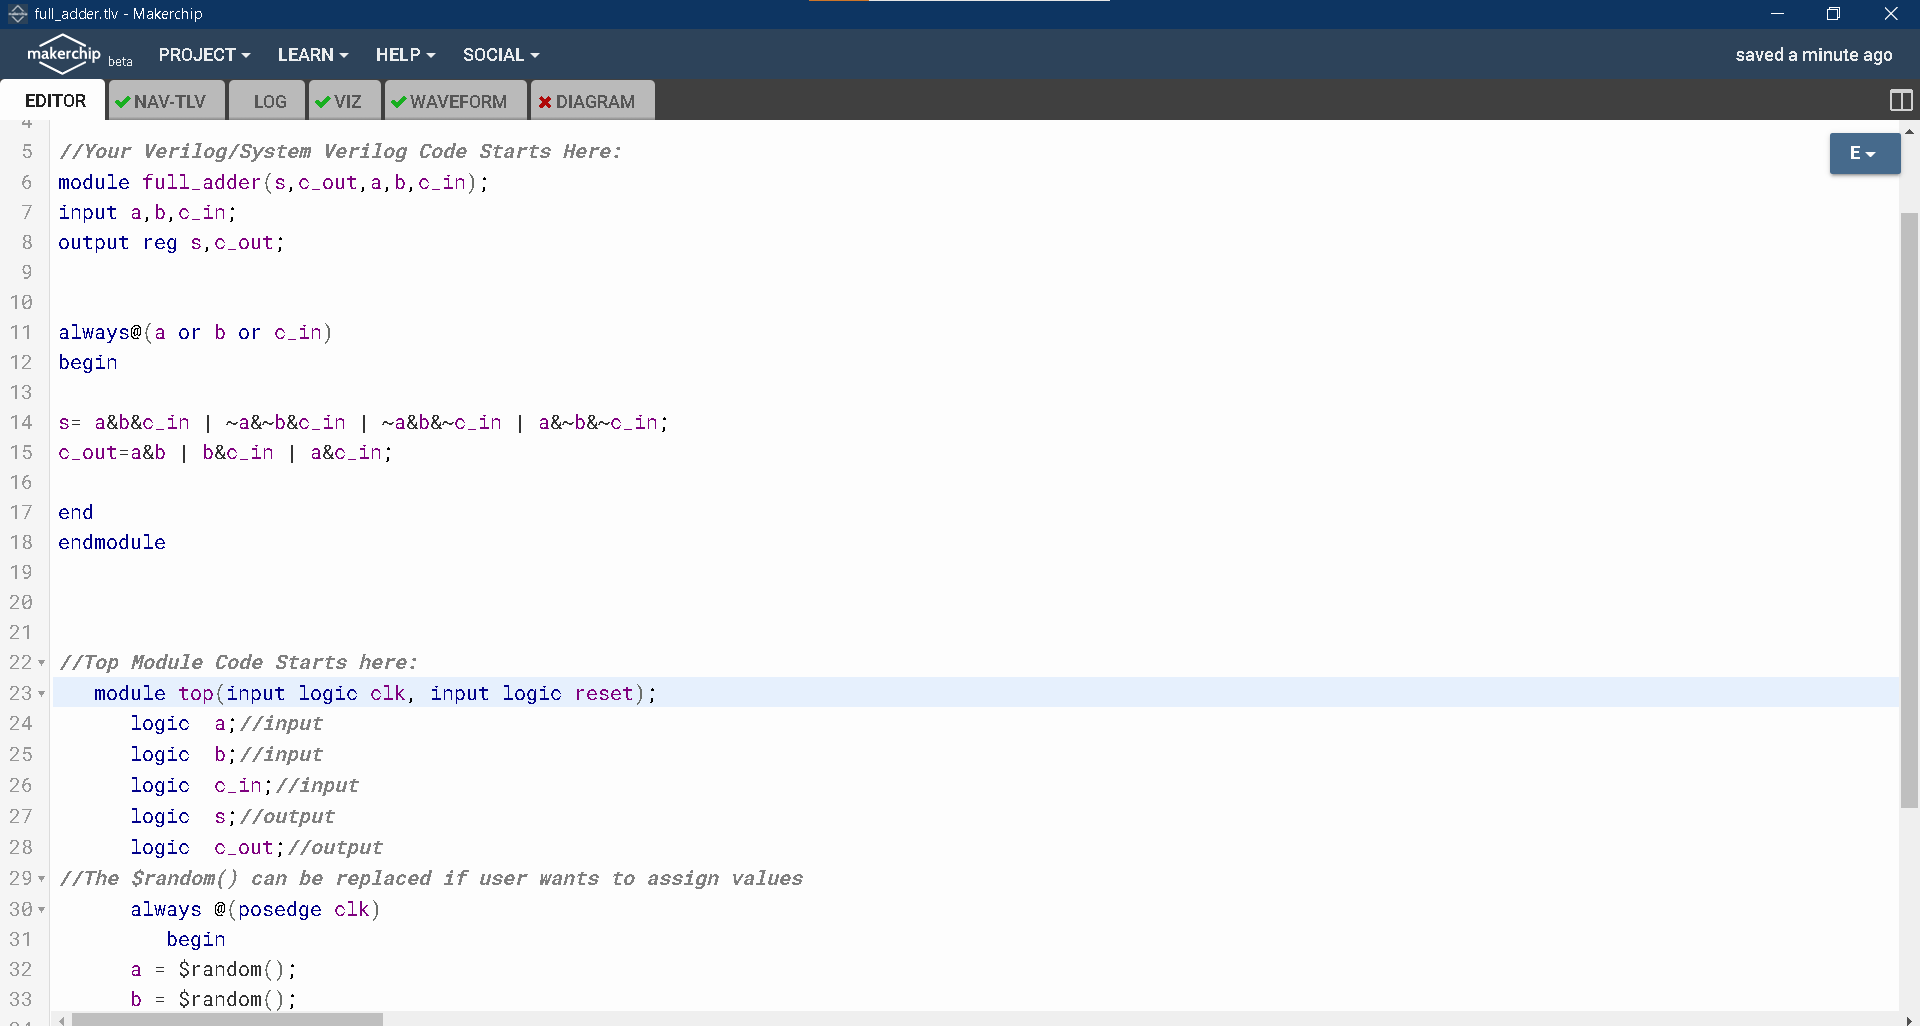 full_adder.tlv - Makerchip
makerchip beta PROJECT LEARN HELP SOCIAL saved a minute ago
EDITOR NAV-TLV LOG VIZ WAVEFORM DIAGRAM
4
5 //Your Verilog/System Verilog Code Starts Here:
E
6 module full_adder(s,c_out,a,b,c_in);
7 input a,b,c_in;
8 output reg s,c_out;
9
10
11 always@(a or b or c_in)
12 begin
13
14 s= a&b&c_in | ~a&~b&c_in | ~a&b&~c_in | a&~b&~c_in;
15 c_out=a&b | b&c_in | a&c_in;
16
17 end
18 endmodule
19
20
21
22 //Top Module Code Starts here:
23 module top(input logic clk, input logic reset);
24 logic a;//input
25 logic b;//input
26 logic c_in;//input
27 logic s;//output
28 logic c_out;//output
29 //The $random() can be replaced if user wants to assign values
30 always @(posedge clk)
31 begin
32 a = $random();
33 b = $random();